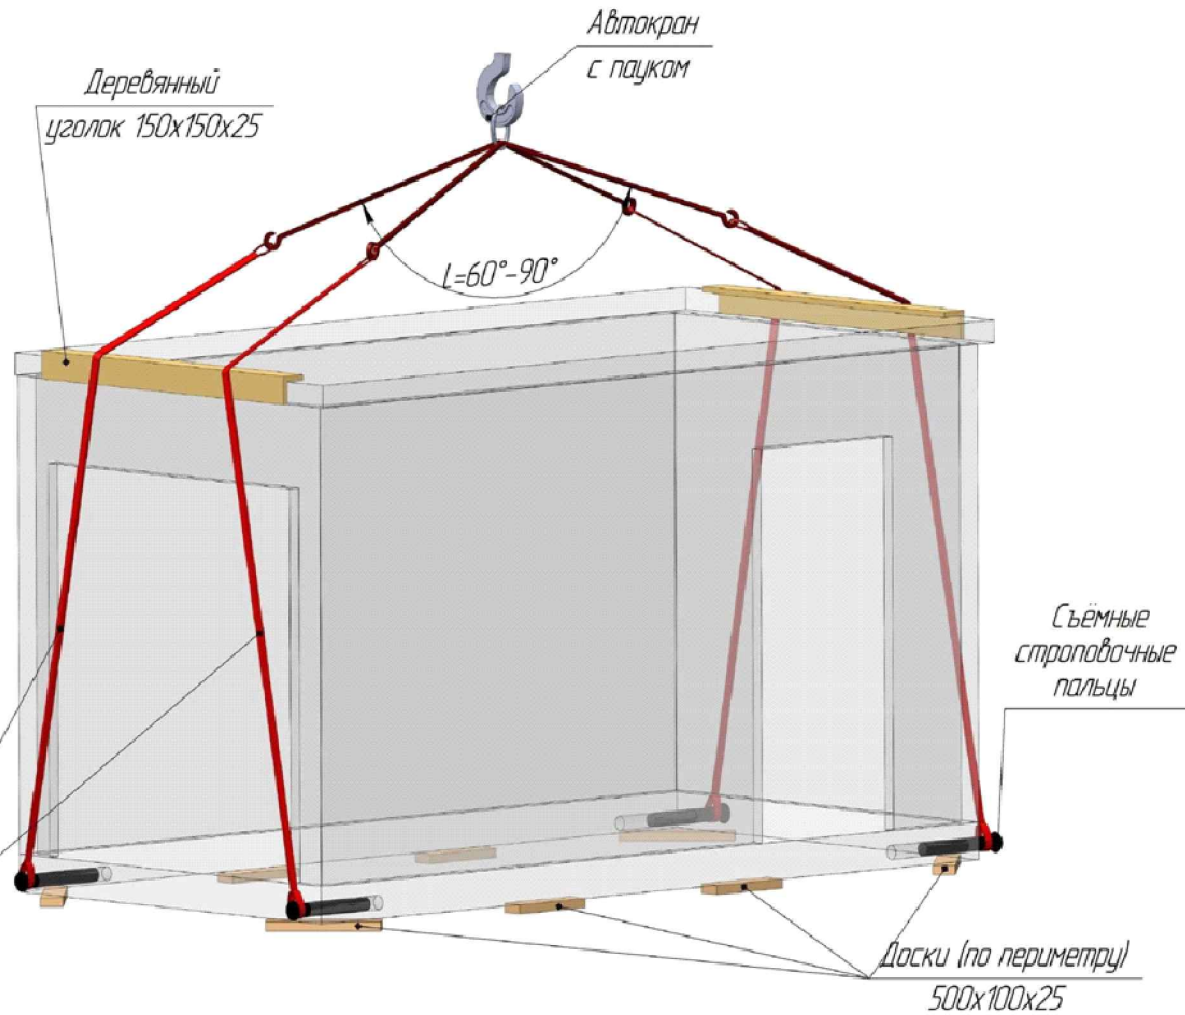 Автокран
с пауком
Деревянный
уголок 150х150х25
L=60°-90°
Съёмные
строповочные
пальцы
Доски (по периметру)
500х100х25